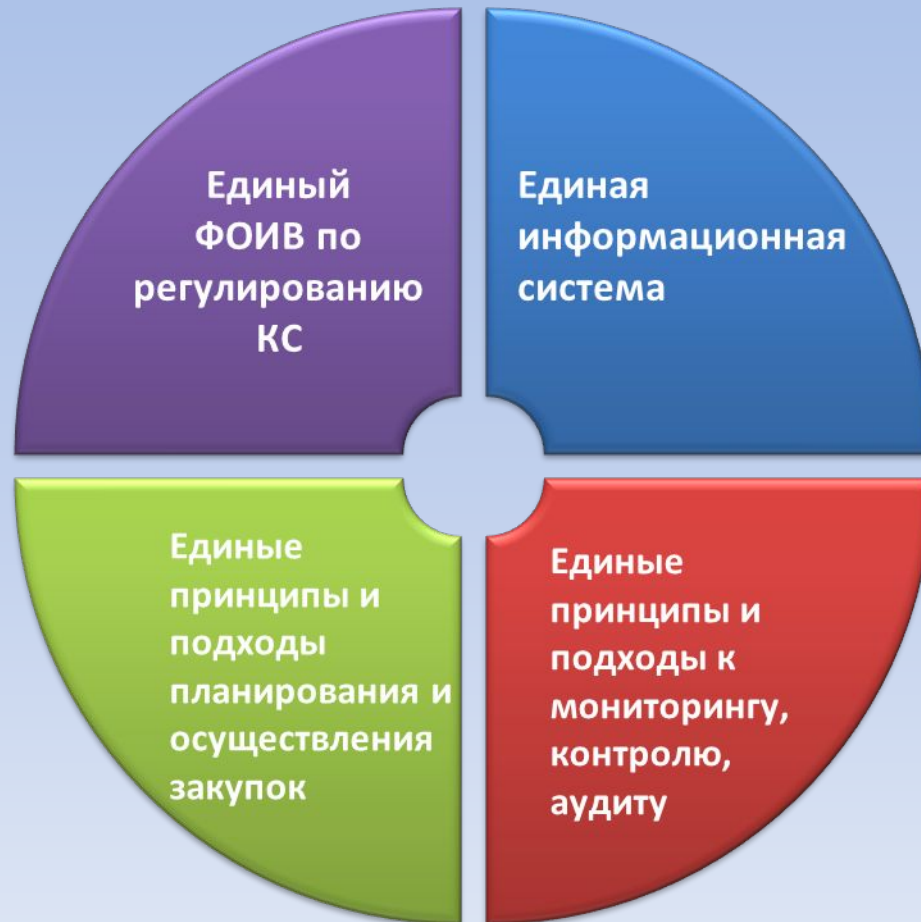 Единый
ФОИВ по
регулированию
КС
Единая
информационная
система
Единые
принципы и
подходы
планирования и
осуществления
закупок
Единые
принципы и
подходы к
мониторингу,
контролю,
аудиту